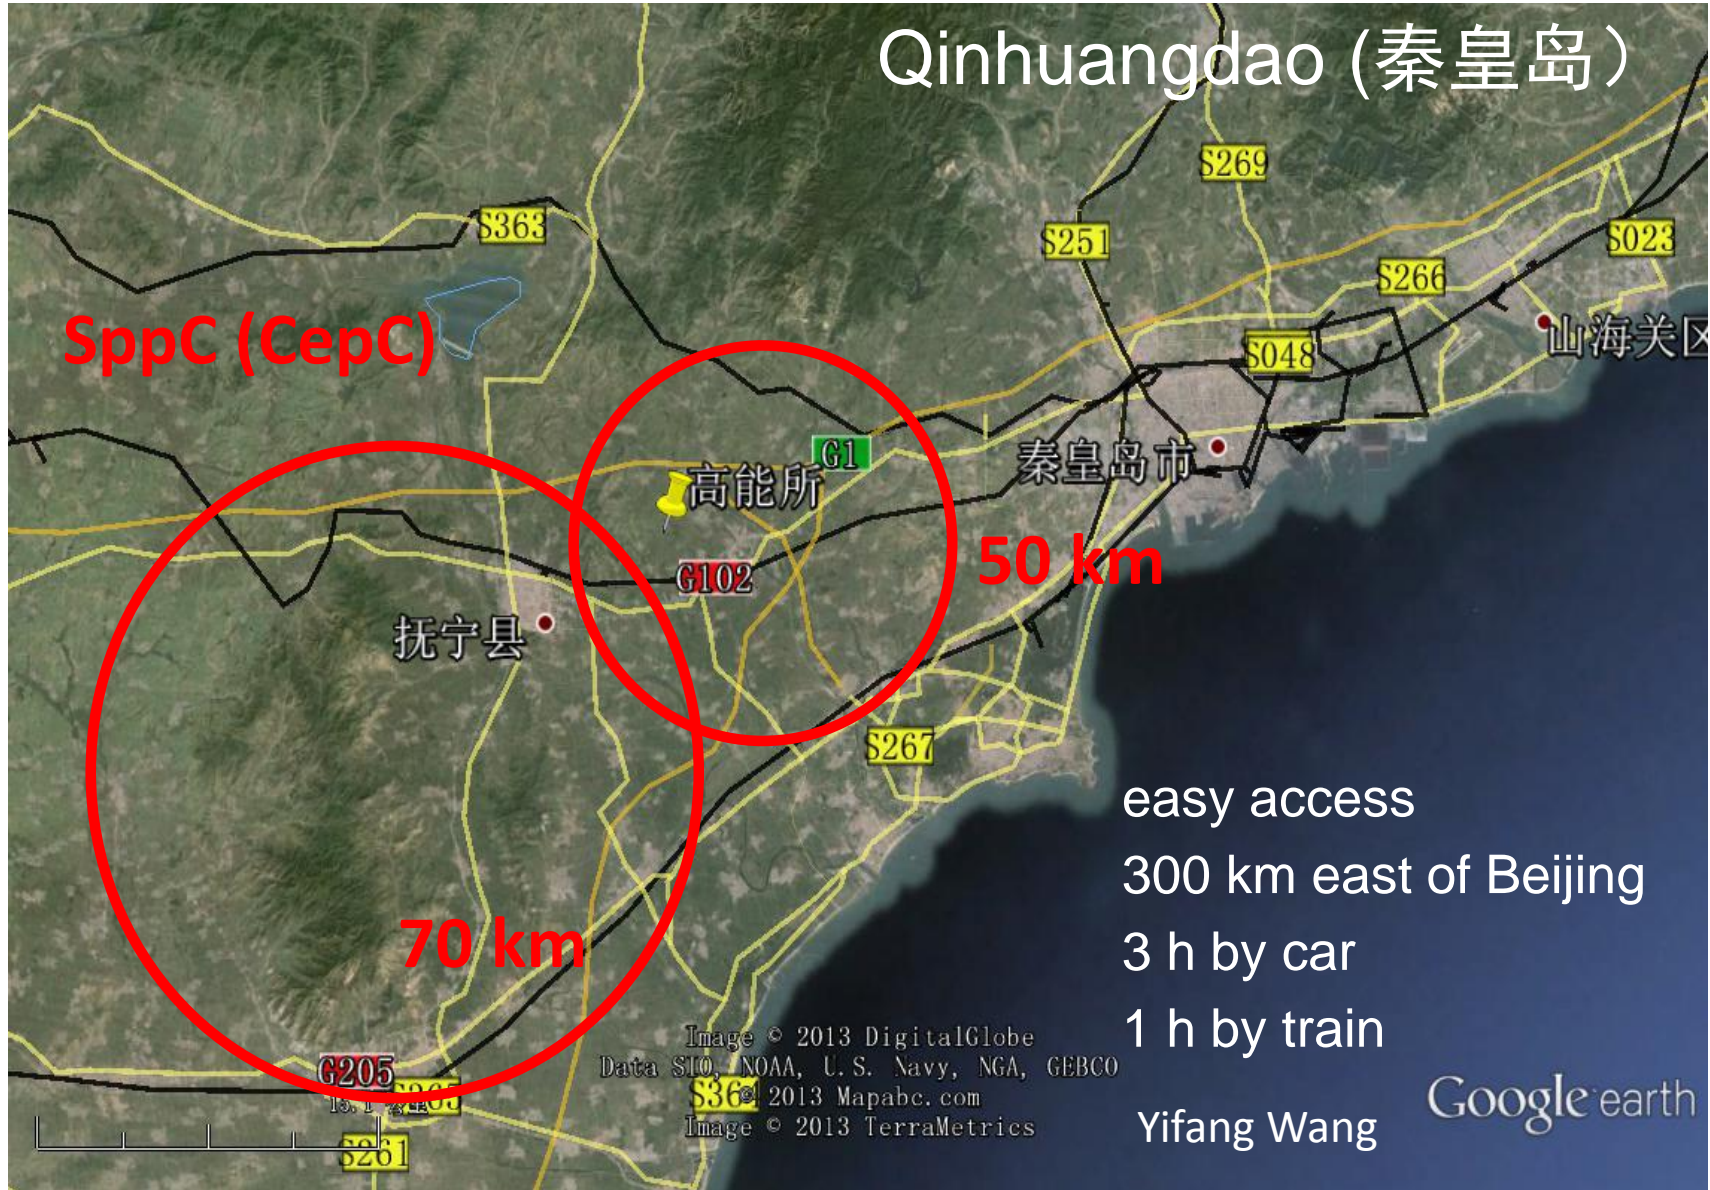 Qinhuangdao (秦皇岛）
S269
S363
S251
S023
S266
SppC (CepC)
山海关区
S048
G1
秦皇岛市
高能所
50 km
G102
抚宁县
S267
easy access
300 km east of Beijing
70 km
3 h by car
1 h by train
Image © 2013 DigitalGlobe
Data SIO, NOAA, U.S. Navy, NGA, GEBCO
G205
© 2013 Mapabc.com
Image © 2013 TerraMetrics
Google earth
Yifang Wang
S261